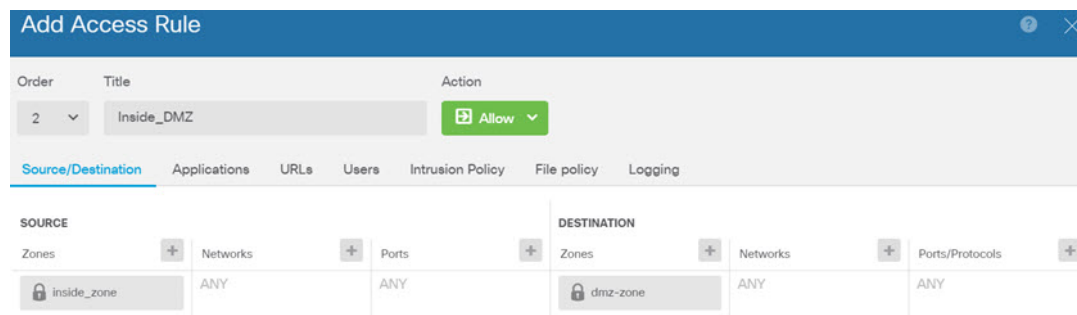 Add Access Rule
Order Title Action
2 Inside_DMZ Allow
Source/Destination Applications URLs Users Intrusion Policy File policy Logging
SOURCE DESTINATION
Zones Networks Ports Zones Networks Ports/Protocols
inside_zone ANY ANY dmz-zone ANY ANY